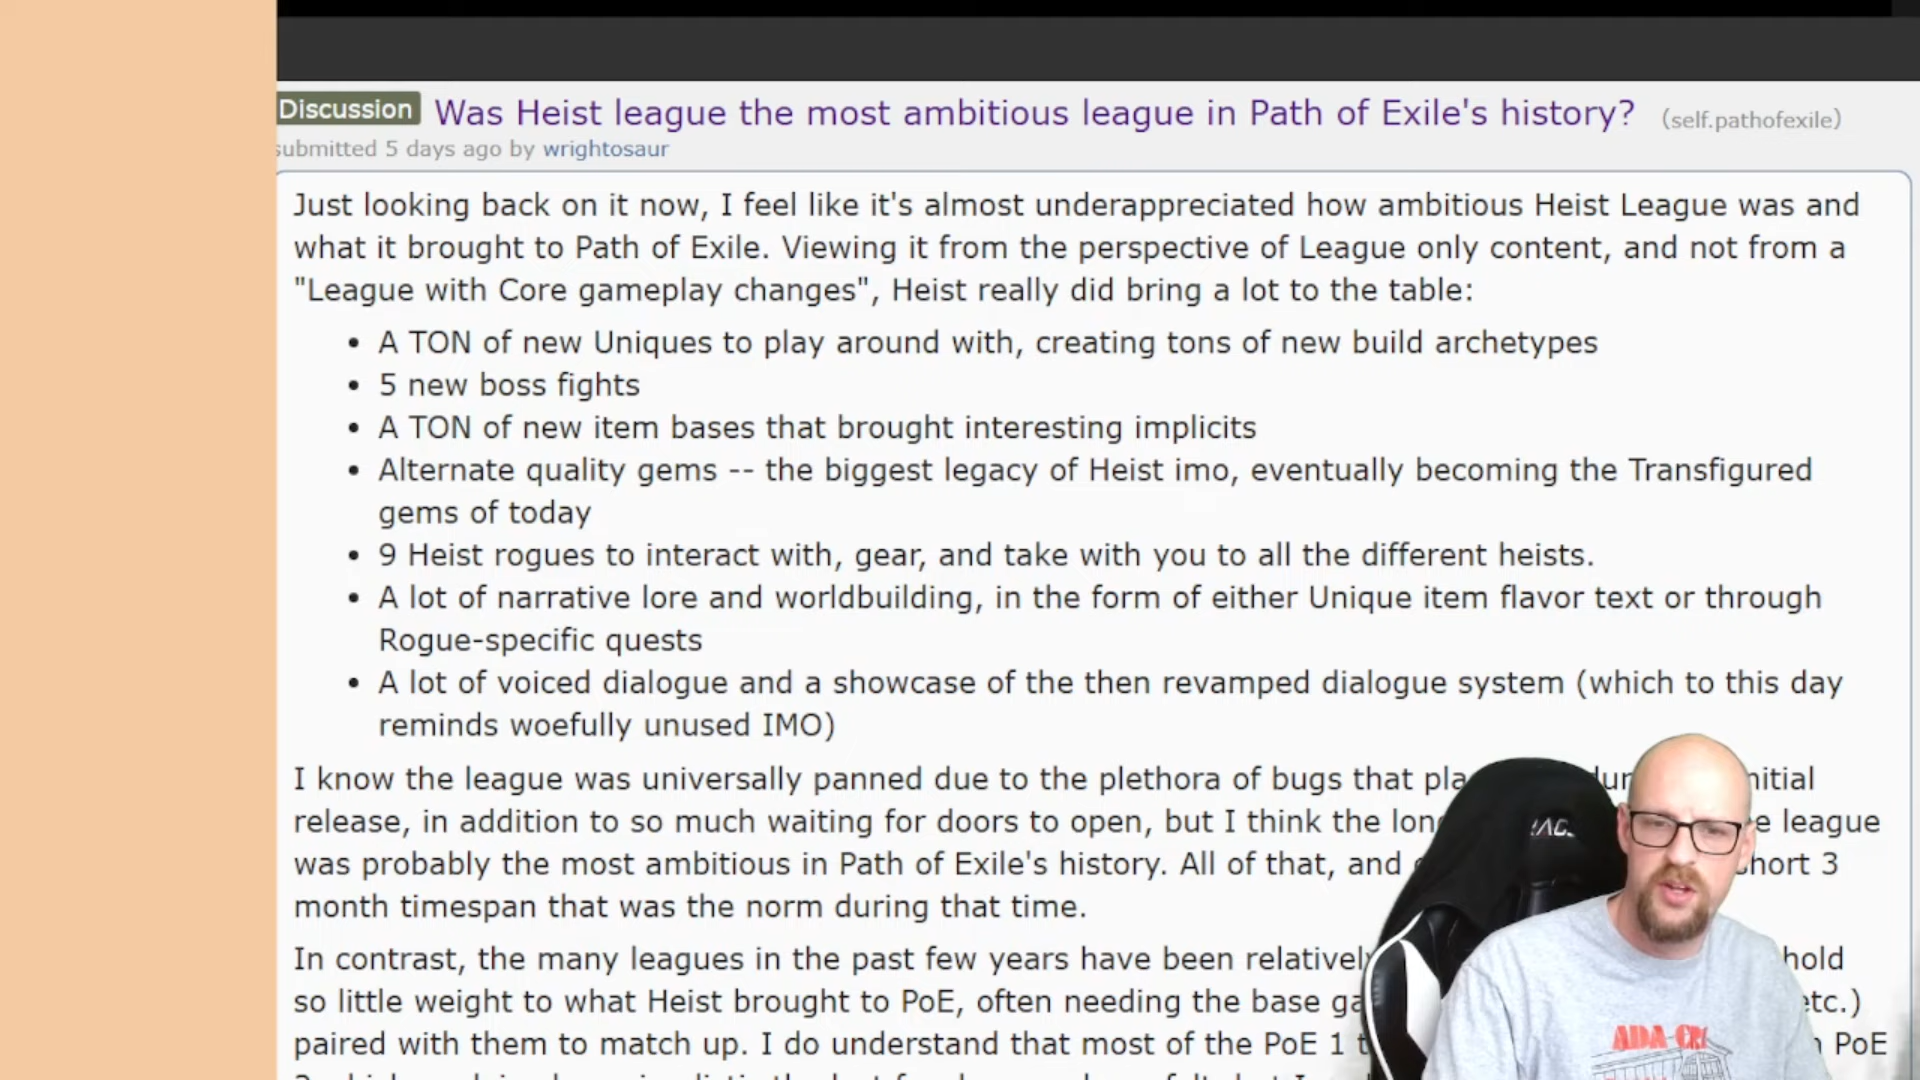 Discussion Was Heist league the most ambitious league in Path of Exile's history? (self.pathofexile)
submitted 5 days ago by wrightosaur
Just looking back on it now, I feel like it's almost underappreciated how ambitious Heist League was and
what it brought to Path of Exile. Viewing it from the perspective of League only content, and not from a
"League with Core gameplay changes", Heist really did bring a lot to the table:
• A TON of new Uniques to play around with, creating tons of new build archetypes
• 5 new boss fights
• A TON of new item bases that brought interesting implicits
• Alternate quality gems -- the biggest legacy of Heist imo, eventually becoming the Transfigured
gems of today
• 9 Heist rogues to interact with, gear, and take with you to all the different heists.
• A lot of narrative lore and worldbuilding, in the form of either Unique item flavor text or through
Rogue-specific quests
• A lot of voiced dialogue and a showcase of the then revamped dialogue system (which to this day
reminds woefully unused IMO)
I know the league was universally panned due to the plethora of bugs that initial
release, in addition to so much waiting for doors to open, but I think the league
was probably the most ambitious in Path of Exile's history. All of that, and short 3
month timespan that was the norm during that time.
In contrast, the many leagues in the past few years have been relatively hold
so little weight to what Heist brought to PoE, often needing the base etc.)
paired with them to match up. I do understand that most of the PoE 1 PoE
ADA